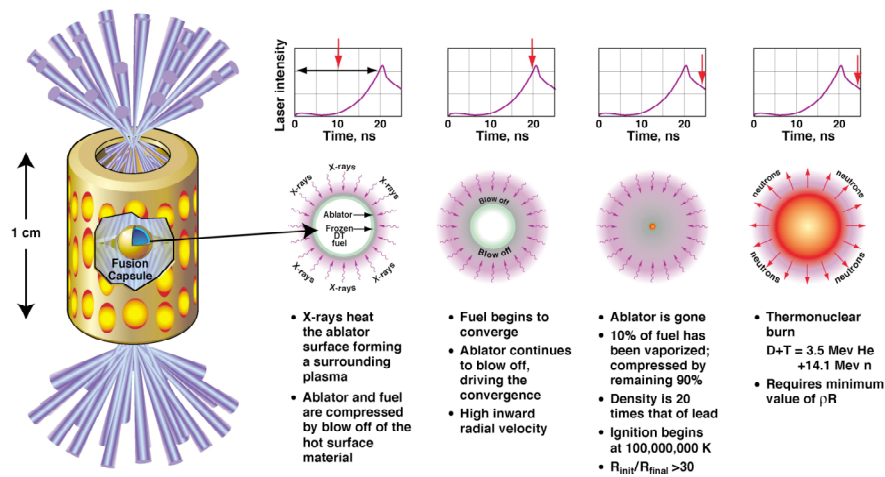 Laser intensity
0 10 20
Time, ns
0 10 20
Time, ns
0 10 20
Time, ns
0 10 20
Time, ns
1 cm
Fusion
Capsule
X-rays
X-rays
X-rays
Ablator
Frozen
DT
fuel
X-rays
X-rays
X-rays
Blow off
Blow off
neutrons
neutrons
neutrons
neutrons
• X-rays heat
the ablator
surface forming
a surrounding
plasma
• Ablator and fuel
are compressed
by blow off of the
hot surface
material
• Fuel begins to
converge
• Ablator continues
to blow off,
driving the
convergence
• High inward
radial velocity
• Ablator is gone
• 10% of fuel has
been vaporized;
compressed by
remaining 90%
• Density is 20
times that of lead
• Ignition begins
at 100,000,000 K
• Rinit/Rfinal >30
• Thermonuclear
burn
D+T = 3.5 Mev He
+14.1 Mev n
• Requires minimum
value of ρR